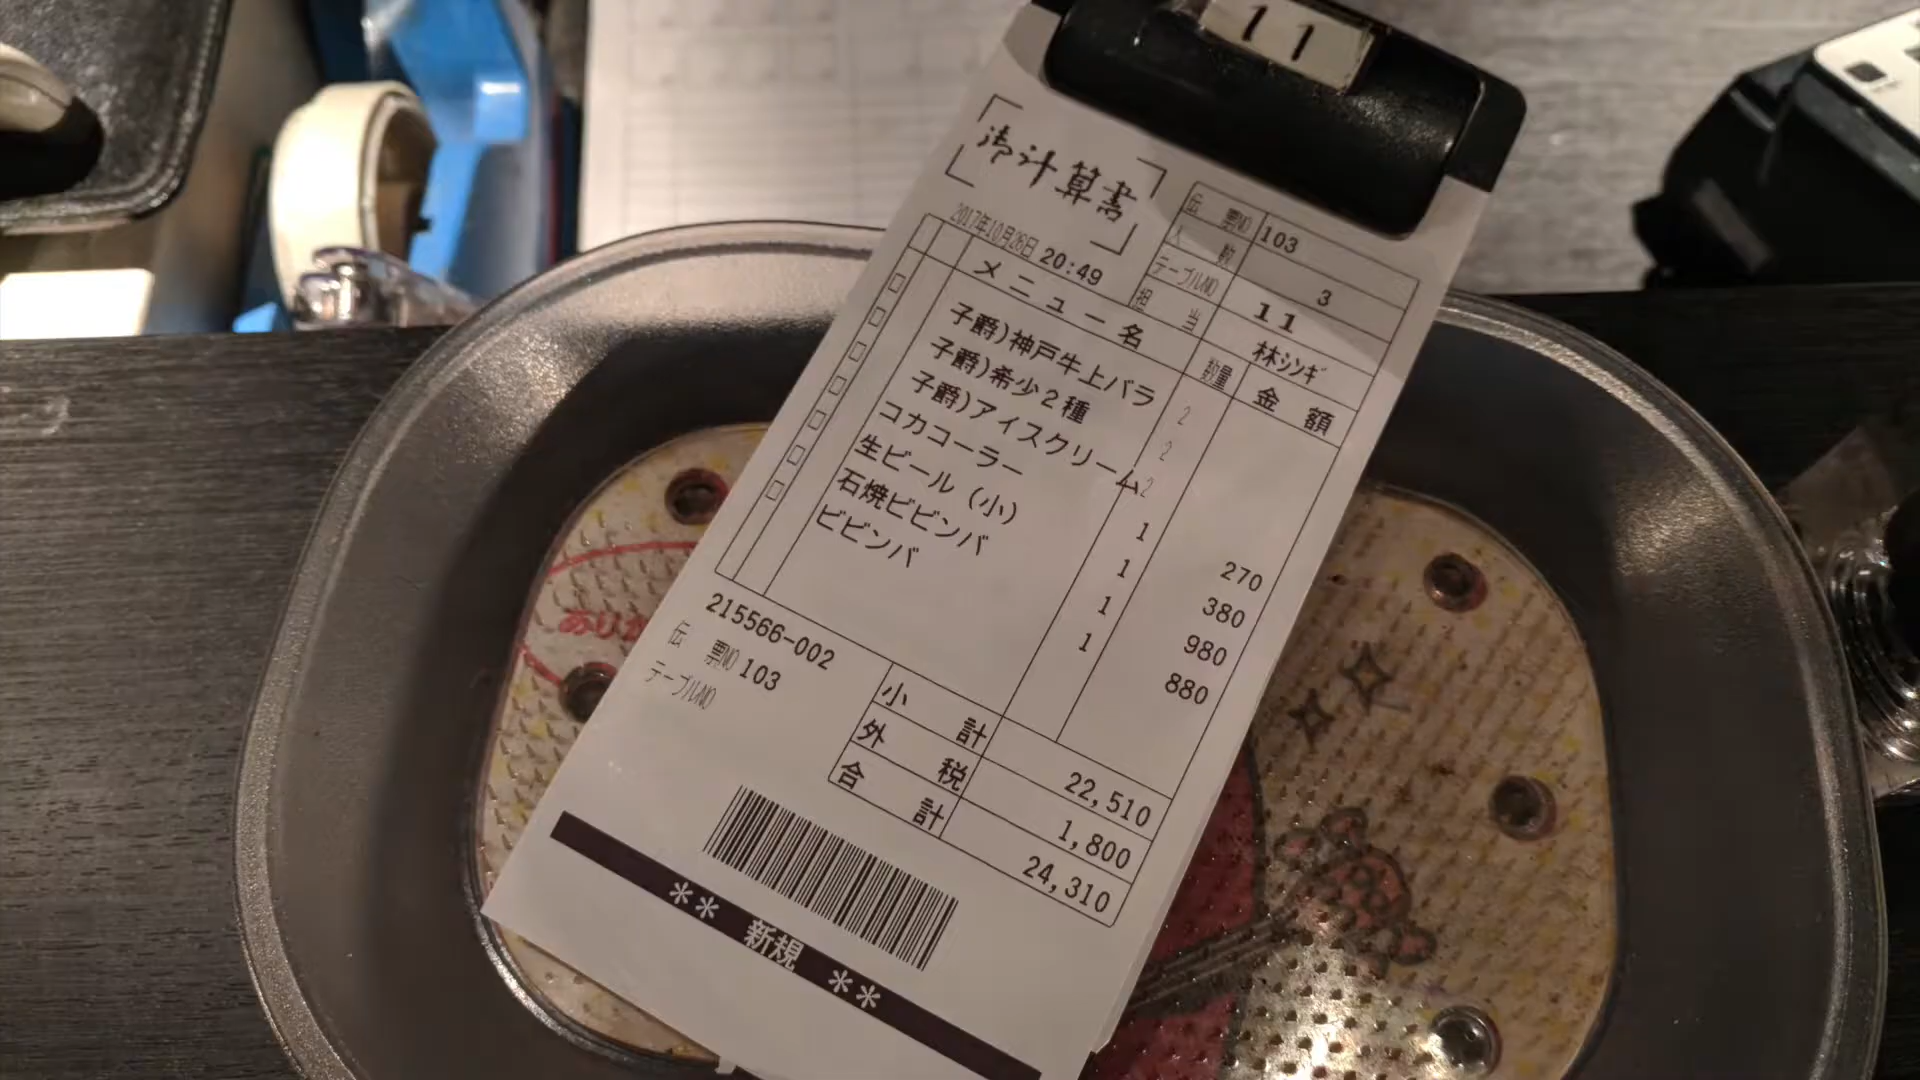 11
御計算書
2017年10月26日 20:49
伝票NO 103
人数 3
テーブルNO 11
担当 林シンギ
メニュー名 数量 金額
子爵)神戸牛上バラ 2
子爵)希少2種 2
子爵)アイスクリーム 2
コカコーラー 1 270
生ビール (小) 1 380
石焼ビビンバ 1 980
ビビンバ 1 880
215566-002
伝票NO 103
テーブルNO
小計 22,510
外税 1,800
合計 24,310
** 新規 **